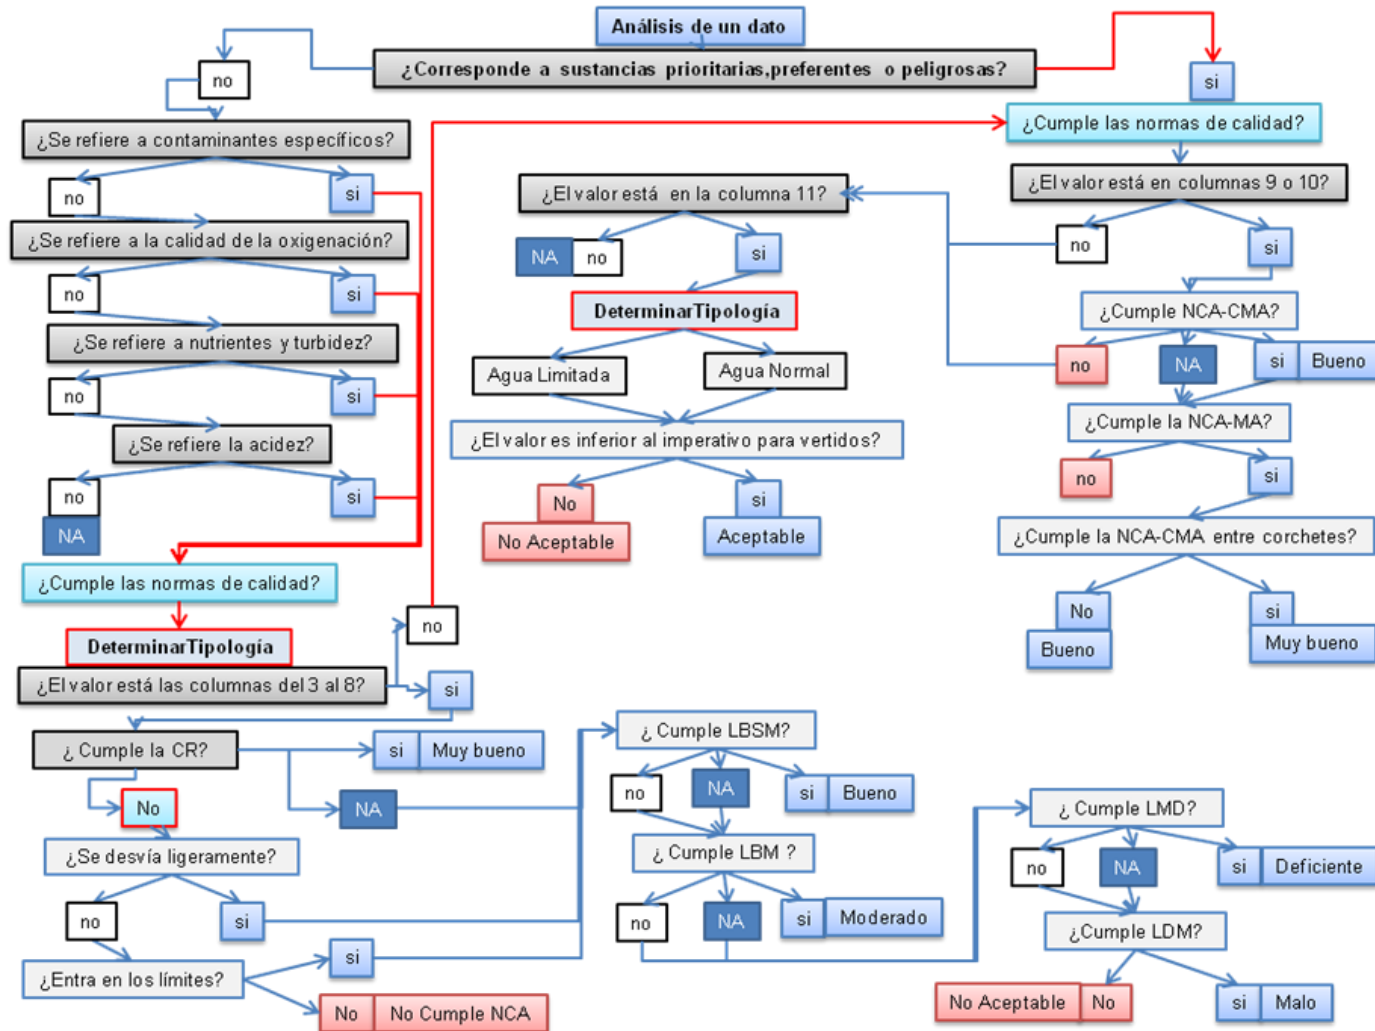 Análisis de un dato
¿Corresponde a sustancias prioritarias,preferentes o peligrosas?
no
si
¿Se refiere a contaminantes específicos?
no
si
¿Se refiere a la calidad de la oxigenación?
no
si
¿Se refiere a nutrientes y turbidez?
no
si
¿Se refiere la acidez?
no
si
NA
¿Cumple las normas de calidad?
DeterminarTipología
¿El valor está las columnas del 3 al 8?
no
si
¿ Cumple la CR?
si
Muy bueno
No
NA
¿Se desvía ligeramente?
no
si
¿Entra en los límites?
si
No
No Cumple NCA
¿El valor está en la columna 11?
NA
no
si
DeterminarTipología
Agua Limitada
Agua Normal
¿El valor es inferior al imperativo para vertidos?
No
si
No Aceptable
Aceptable
¿Cumple las normas de calidad?
¿El valor está en columnas 9 o 10?
no
si
¿Cumple NCA-CMA?
no
NA
si
Bueno
¿Cumple la NCA-MA?
no
si
¿Cumple la NCA-CMA entre corchetes?
No
si
Bueno
Muy bueno
¿ Cumple LBSM?
no
NA
si
Bueno
¿ Cumple LBM ?
no
NA
si
Moderado
¿ Cumple LMD?
no
NA
si
Deficiente
¿Cumple LDM?
No Aceptable
No
si
Malo